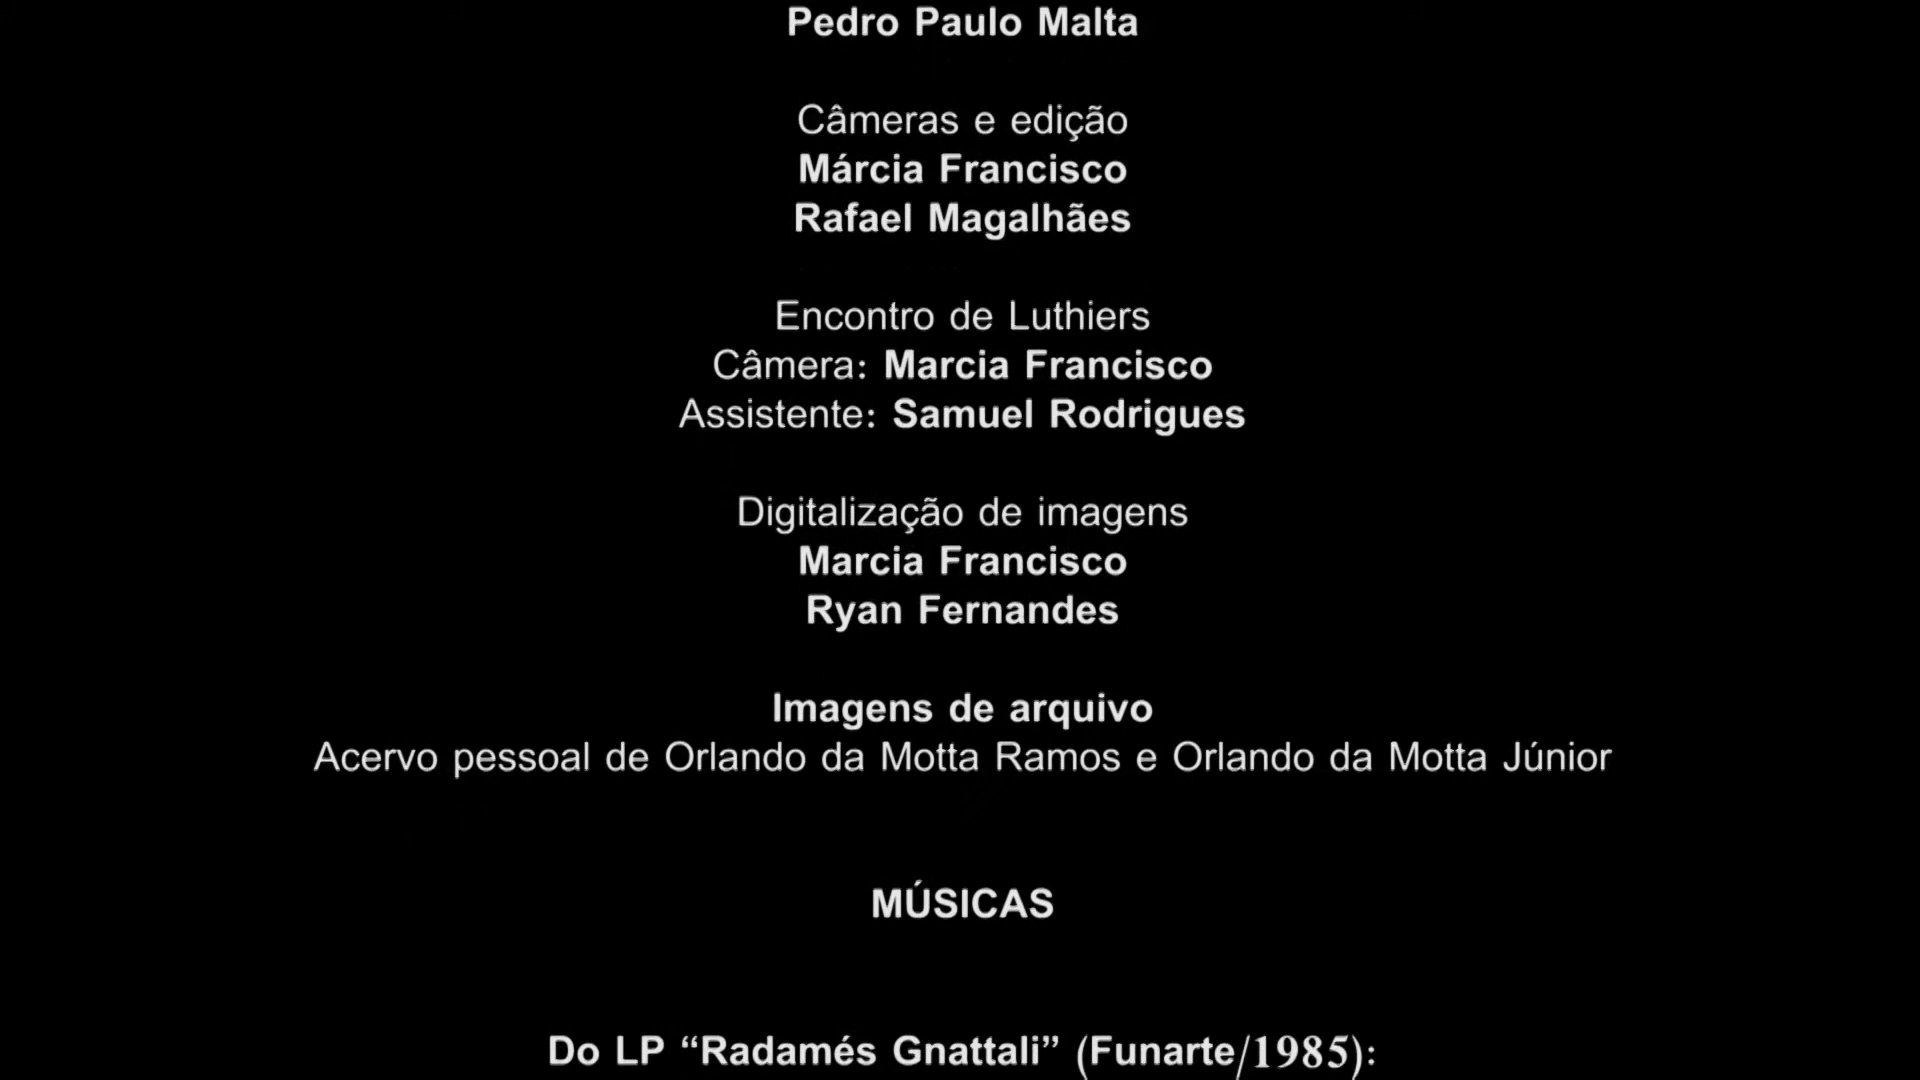 Pedro Paulo Malta
Câmeras e edição
Márcia Francisco
Rafael Magalhães
Encontro de Luthiers
Câmera: Marcia Francisco
Assistente: Samuel Rodrigues
Digitalização de imagens
Marcia Francisco
Ryan Fernandes
Imagens de arquivo
Acervo pessoal de Orlando da Motta Ramos e Orlando da Motta Júnior
MÚSICAS
Do LP “Radamés Gnattali” (Funarte/1985):